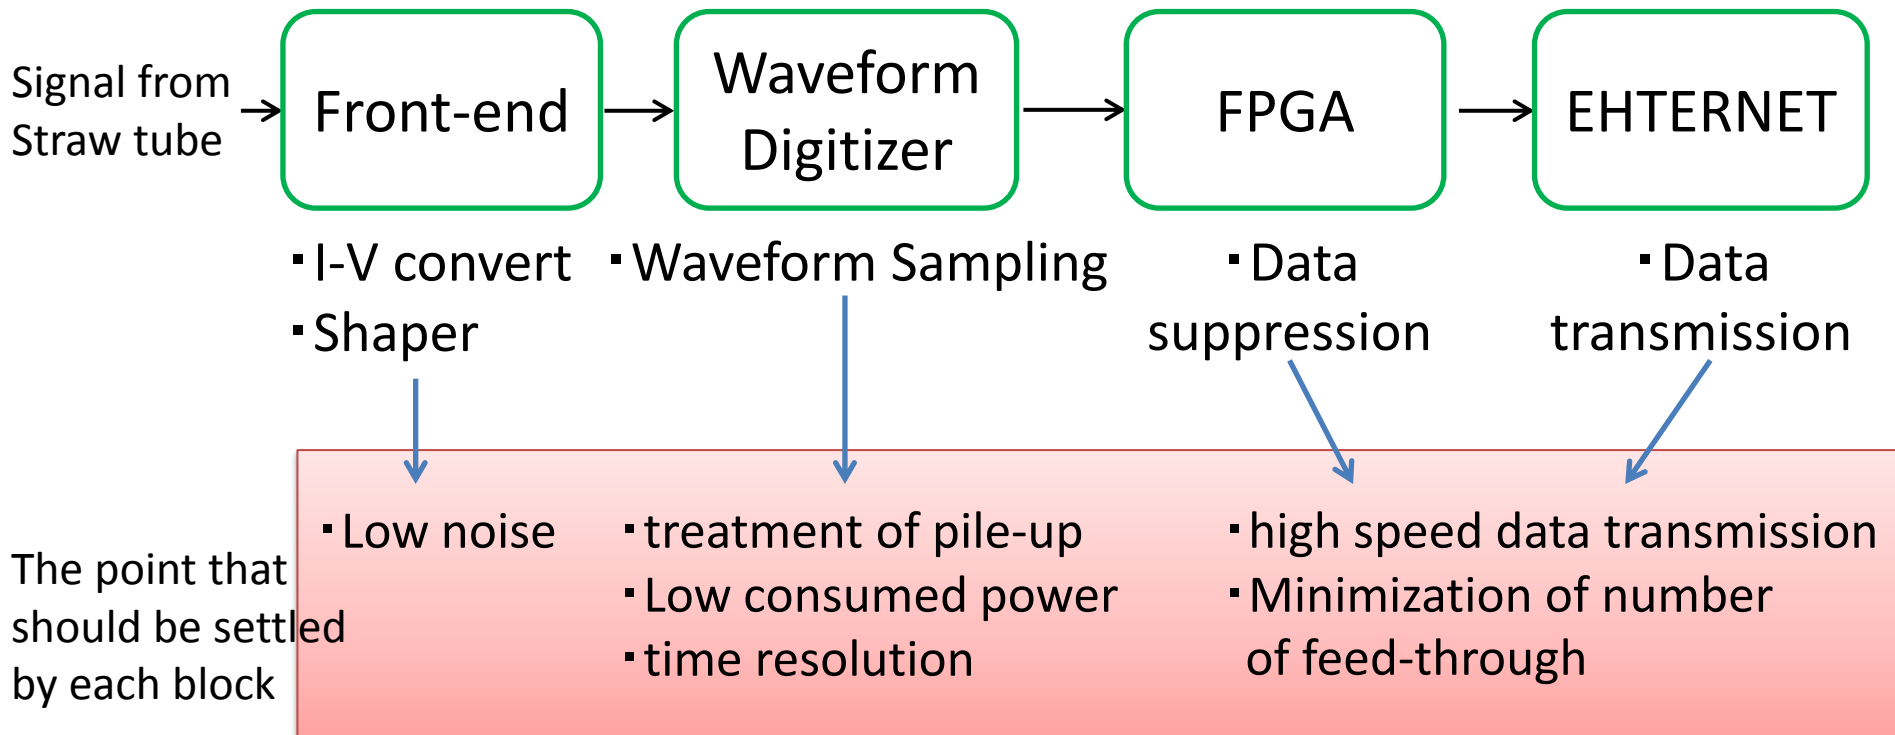 Signal from
Straw tube
Front-end
Waveform
Digitizer
FPGA
EHTERNET
▪I-V convert
▪Shaper
▪Waveform Sampling
▪Data
suppression
▪Data
transmission
The point that
should be settled
by each block
▪Low noise
▪treatment of pile-up
▪Low consumed power
▪time resolution
▪high speed data transmission
▪Minimization of number
of feed-through